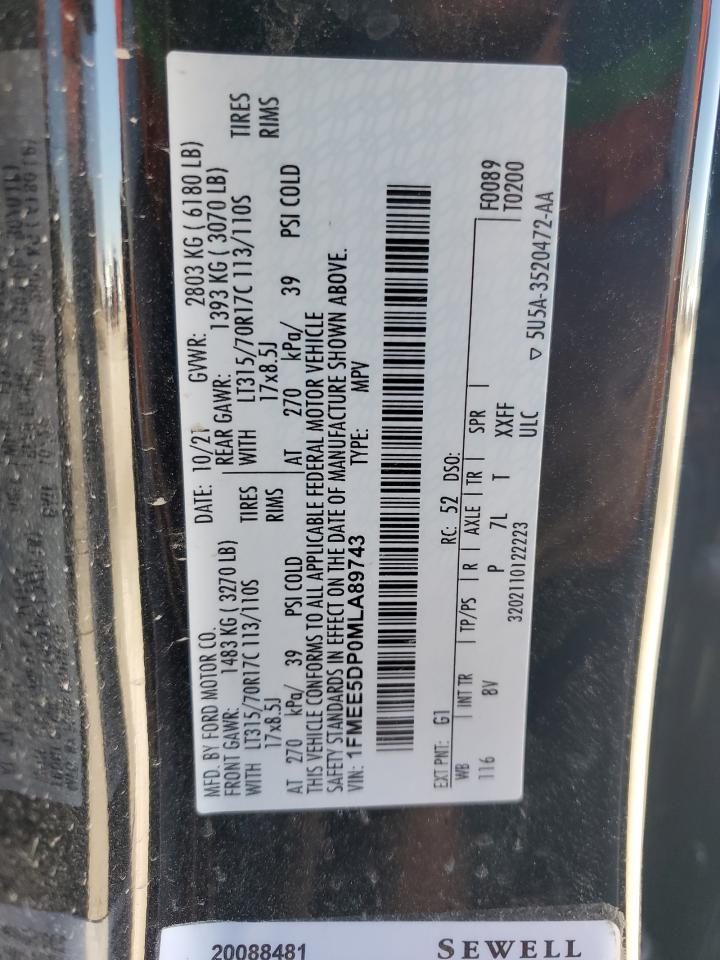 MFD. BY FORD MOTOR CO. DATE: 10/21 GVWR: 2803 KG ( 6180 LB)
FRONT GAWR: 1483 KG ( 3270 LB) REAR GAWR: 1393 KG ( 3070 LB)
WITH LT315/70R17C 113/110S TIRES WITH LT315/70R17C 113/110S TIRES
17x8.5J RIMS 17x8.5J RIMS
AT 270 kPa/ 39 PSI COLD AT 270 kPa/ 39 PSI COLD
THIS VEHICLE CONFORMS TO ALL APPLICABLE FEDERAL MOTOR VEHICLE
SAFETY STANDARDS IN EFFECT ON THE DATE OF MANUFACTURE SHOWN ABOVE.
VIN: 1FMEE5DP0MLA89743 TYPE: MPV
EXT PNT: G1 RC: 52 DSO:
WB INT TR TP/PS R AXLE TR SPR F0089
116 8V P 7L T XXFF T0200
3202110122223 ULC
▽ 5U5A-3520472-AA
20088481 SEWELL